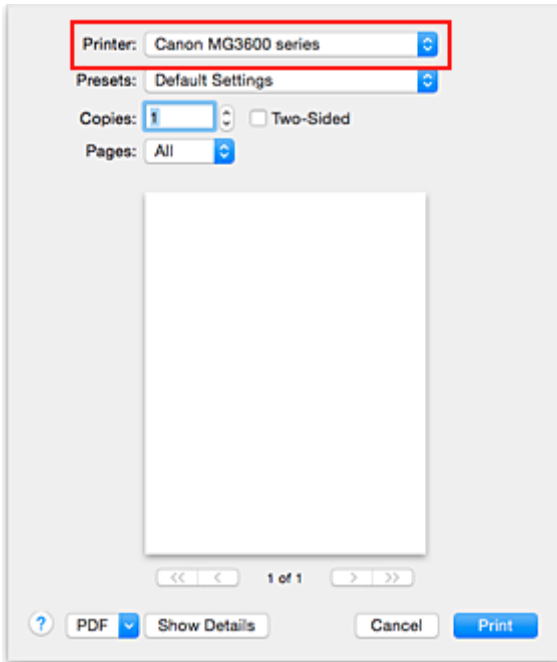 Printer: Canon MG3600 series
Presets: Default Settings
Copies: 1 Two-Sided
Pages: All
<< < 1 of 1 > >>
? PDF Show Details Cancel Print